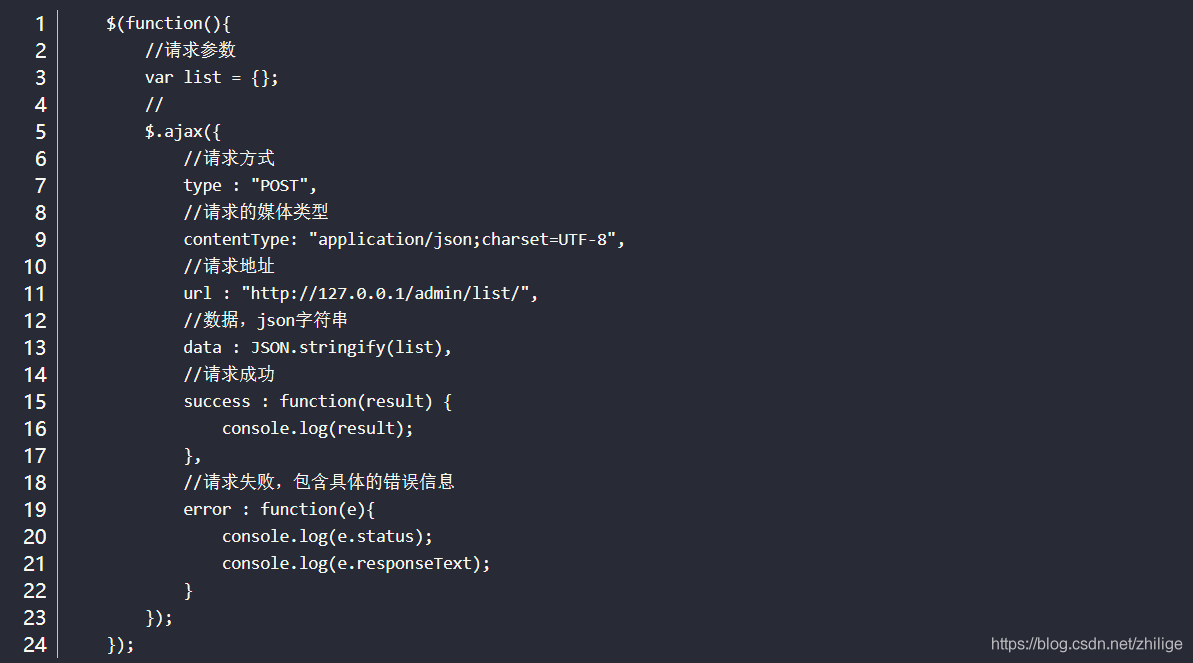 1 $(function(){
2 //请求参数
3 var list = {};
4 //
5 $.ajax({
6 //请求方式
7 type : "POST",
8 //请求的媒体类型
9 contentType: "application/json;charset=UTF-8",
10 //请求地址
11 url : "http://127.0.0.1/admin/list/",
12 //数据，json字符串
13 data : JSON.stringify(list),
14 //请求成功
15 success : function(result) {
16 console.log(result);
17 },
18 //请求失败，包含具体的错误信息
19 error : function(e){
20 console.log(e.status);
21 console.log(e.responseText);
22 }
23 });
24 });
https://blog.csdn.net/zhilige